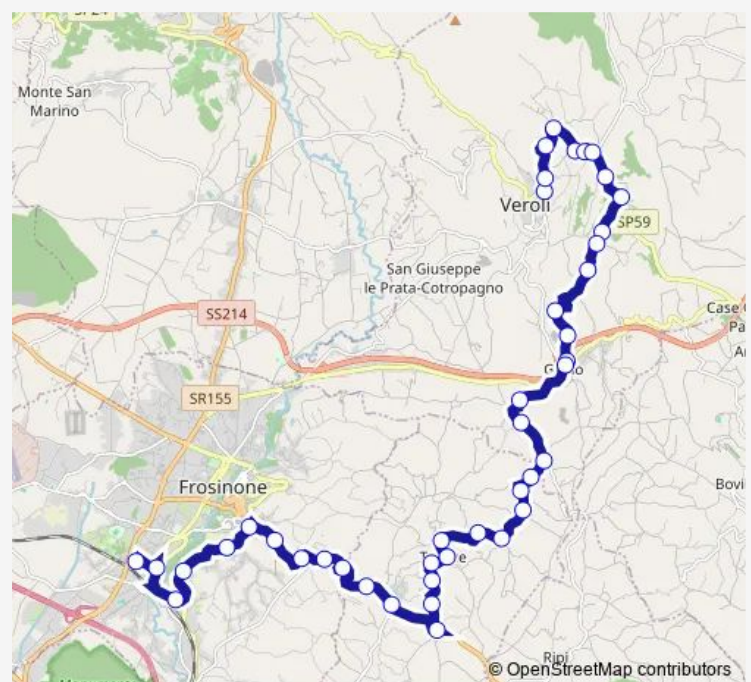 Monte San
Marino
Veroli
SP59
San Giuseppe
le Prata-Cotropagno
SS214
SR155
Frosinone
Bovi
Ripi
© OpenStreetMap contributors